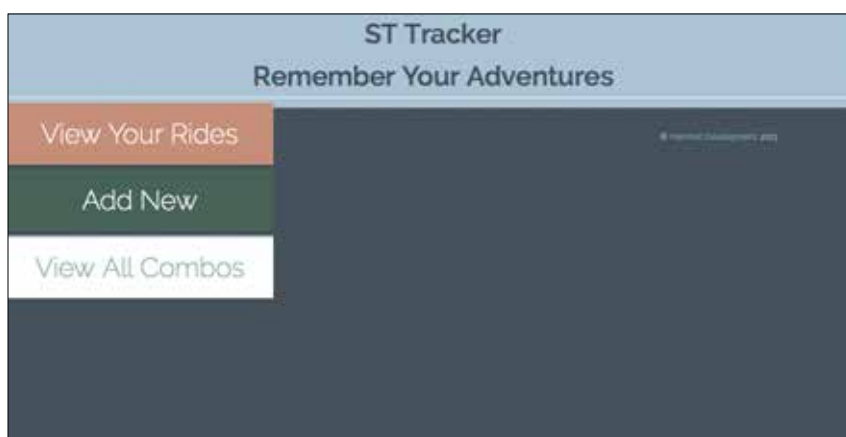 ST Tracker
Remember Your Adventures
View Your Rides
Add New
View All Combos